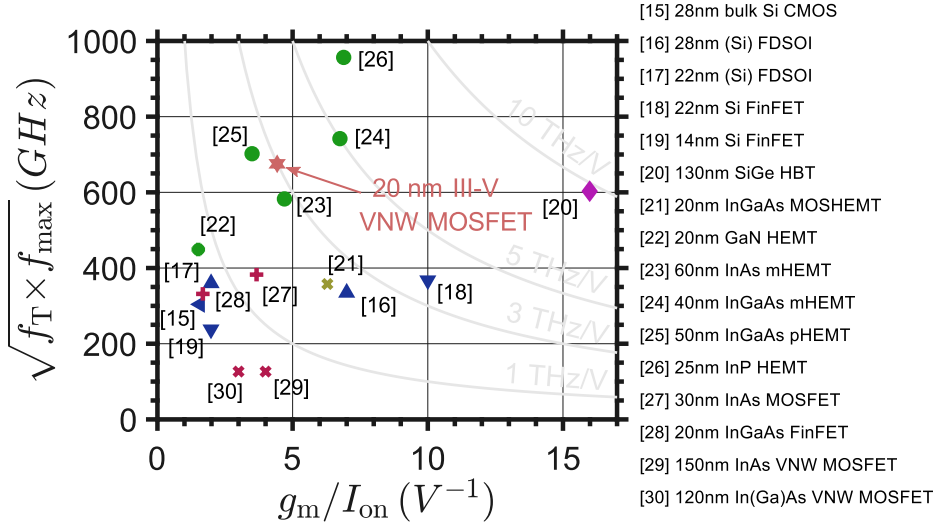 1000
800
600
400
200
0
0
5
10
15
√fT × fmax (GHz)
gm/Ion (V−1)
[26]
[25]
[24]
20 nm III-V
VNW MOSFET
[23]
[20]
[22]
[17]
[21]
[28]
[27]
[16]
[18]
[15]
[19]
[30]
[29]
10 THz/V
5 THz/V
3 THz/V
1 THz/V
[15] 28nm bulk Si CMOS
[16] 28nm (Si) FDSOI
[17] 22nm (Si) FDSOI
[18] 22nm Si FinFET
[19] 14nm Si FinFET
[20] 130nm SiGe HBT
[21] 20nm InGaAs MOSHEMT
[22] 20nm GaN HEMT
[23] 60nm InAs mHEMT
[24] 40nm InGaAs mHEMT
[25] 50nm InGaAs pHEMT
[26] 25nm InP HEMT
[27] 30nm InAs MOSFET
[28] 20nm InGaAs FinFET
[29] 150nm InAs VNW MOSFET
[30] 120nm In(Ga)As VNW MOSFET